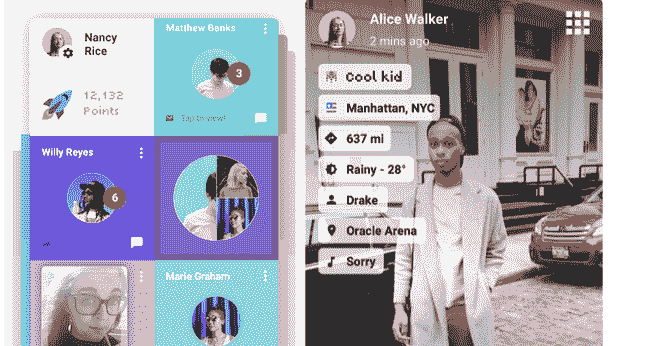 Nancy
Rice
12,132
Points
Matthew Banks
3
Tap to view!
Willy Reyes
6
Marie Graham
Alice Walker
2 mins ago
cool kid
Manhattan, NYC
637 mi
Rainy - 28°
Drake
Oracle Arena
Sorry